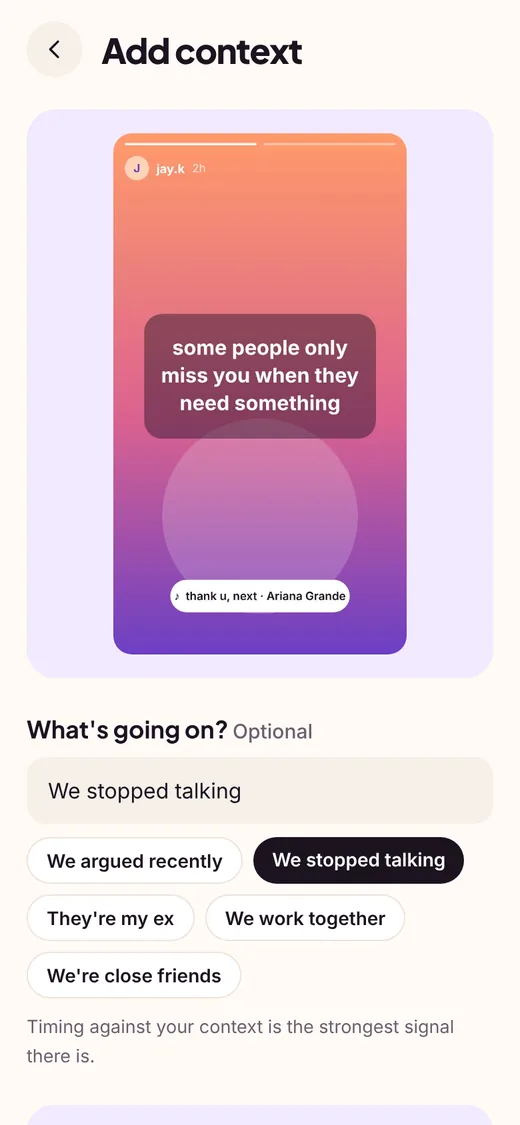 Add context
J jay.k 2h
some people only
miss you when they
need something
♪ thank u, next · Ariana Grande
What's going on? Optional
We stopped talking
We argued recently
We stopped talking
They're my ex
We work together
We're close friends
Timing against your context is the strongest signal
there is.